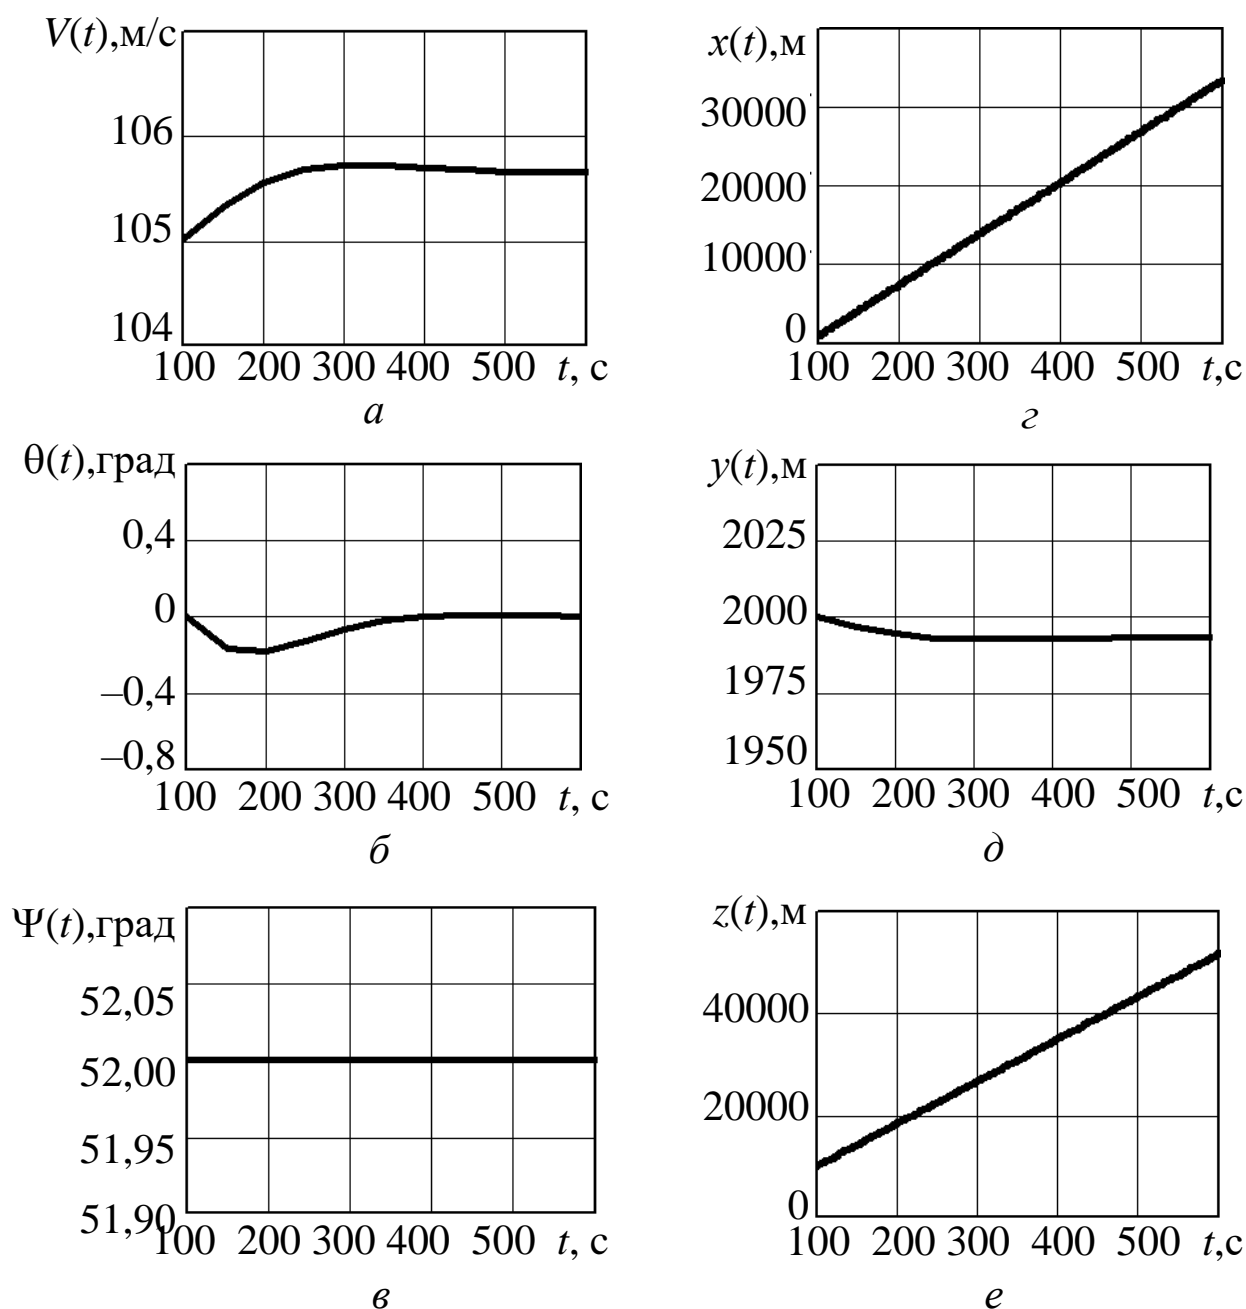 V(t),м/с
106
105
104
100 200 300 400 500 t, с
а
x(t),м
30000
20000
10000
0
100 200 300 400 500 t,с
г
θ(t),град
0,4
0
–0,4
–0,8
100 200 300 400 500 t, с
б
y(t),м
2025
2000
1975
1950
100 200 300 400 500 t,с
д
Ψ(t),град
52,05
52,00
51,95
51,90
100 200 300 400 500 t, с
в
z(t),м
40000
20000
0
100 200 300 400 500 t,с
е